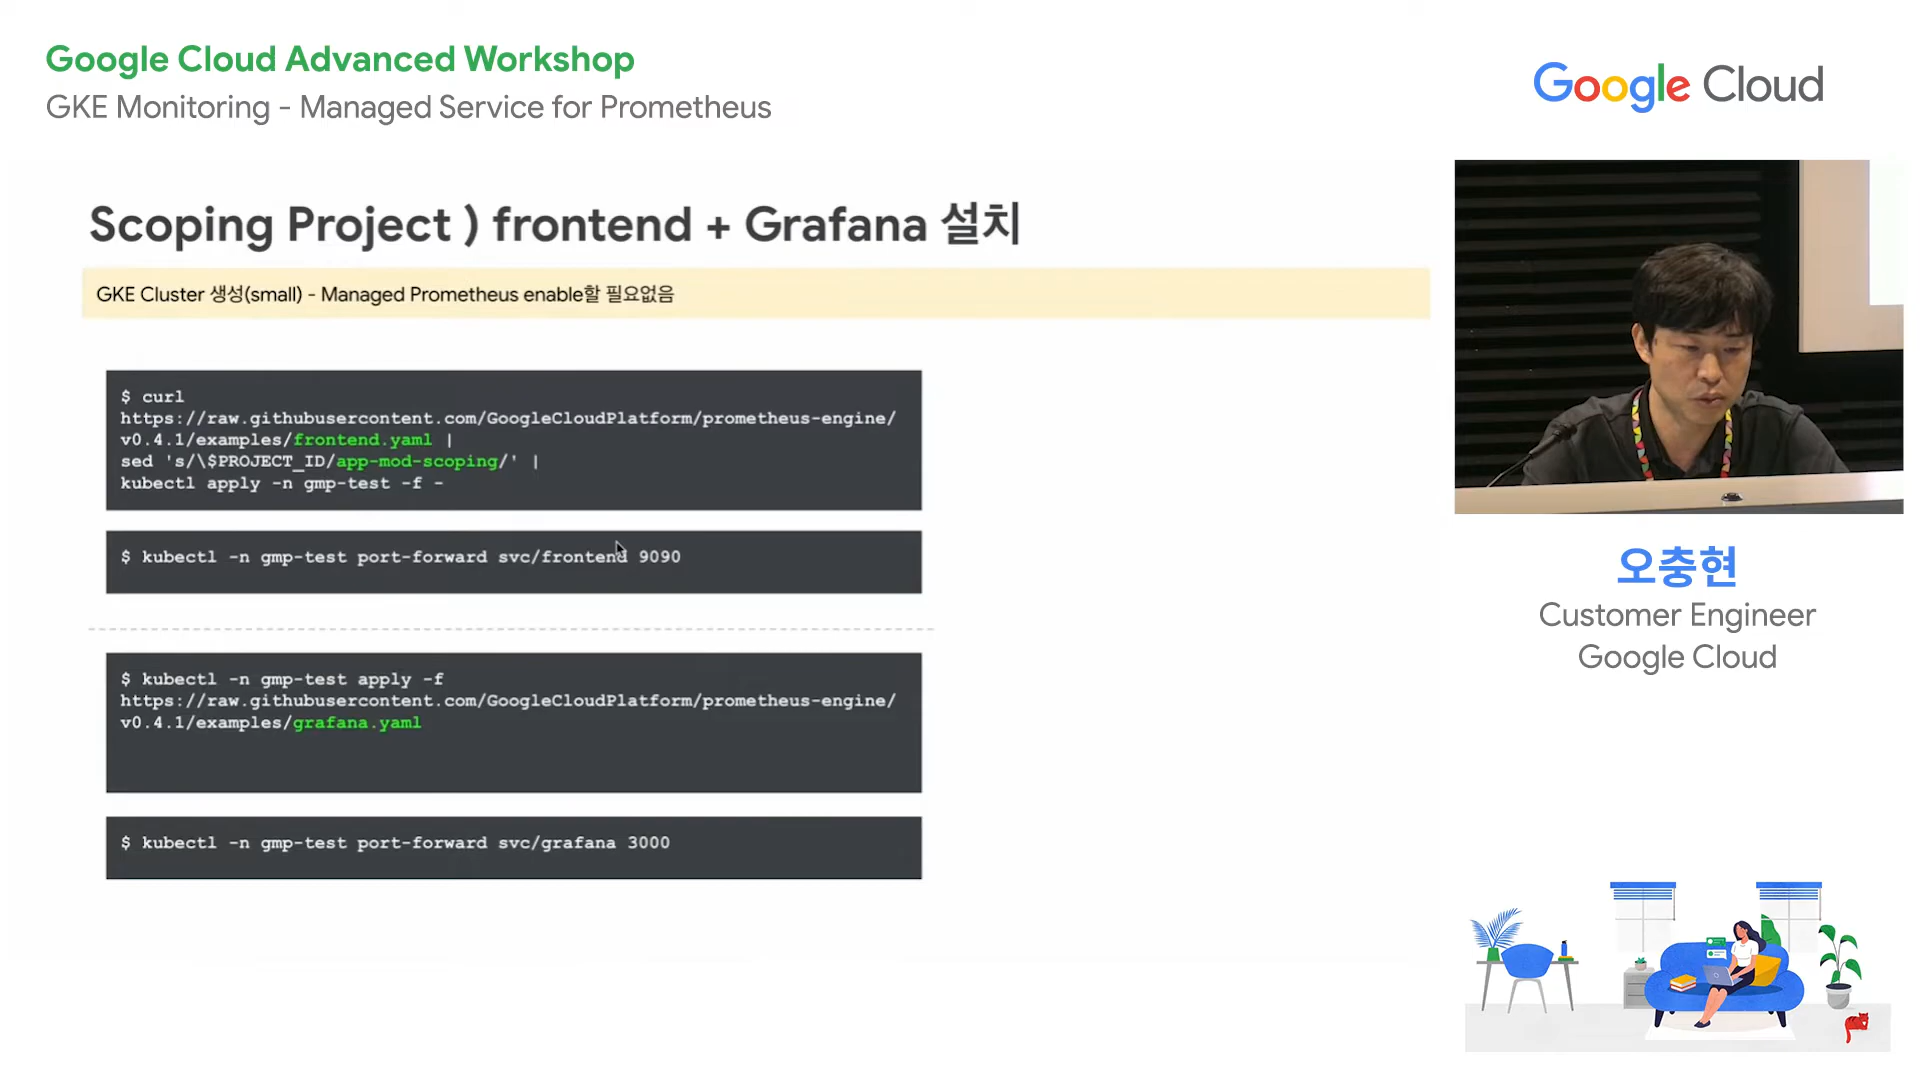 Google Cloud Advanced Workshop
GKE Monitoring - Managed Service for Prometheus
Google Cloud
Scoping Project ) frontend + Grafana 설치
GKE Cluster 생성(small) - Managed Prometheus enable할 필요없음
$ curl
https://raw.githubusercontent.com/GoogleCloudPlatform/prometheus-engine/
v0.4.1/examples/frontend.yaml |
sed 's/\$PROJECT_ID/app-mod-scoping/' |
kubectl apply -n gmp-test -f -
$ kubectl -n gmp-test port-forward svc/frontend 9090
$ kubectl -n gmp-test apply -f
https://raw.githubusercontent.com/GoogleCloudPlatform/prometheus-engine/
v0.4.1/examples/grafana.yaml
$ kubectl -n gmp-test port-forward svc/grafana 3000
오충현
Customer Engineer
Google Cloud